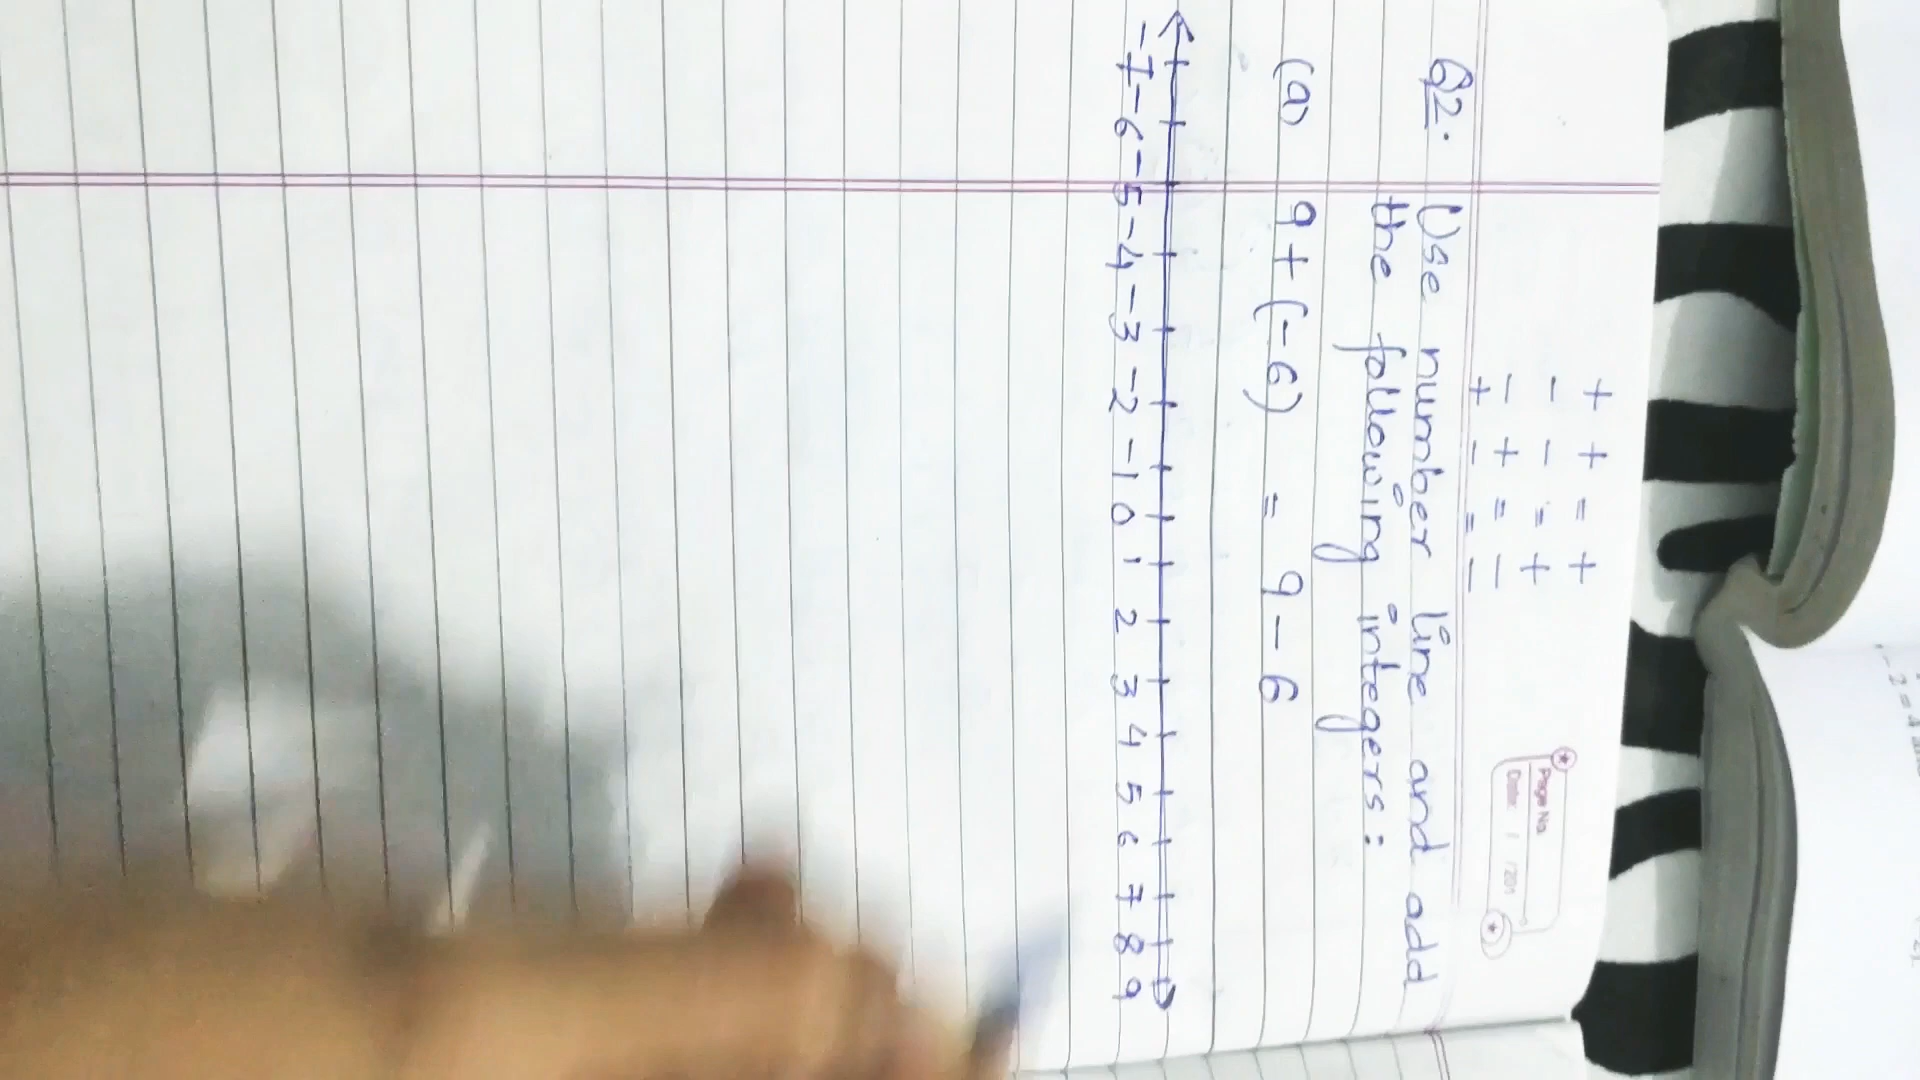 + + = +
- - = +
- + = -
+ - = -
Page No.
Date: / /201
Q2. Use number line and add
the following integers:
(a) 9 + (-6) = 9 - 6
-7 -6 -5 -4 -3 -2 -1 0 1 2 3 4 5 6 7 8 9